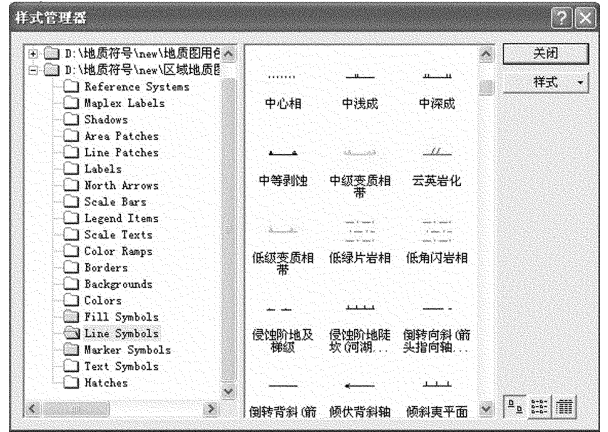 样式管理器
D:\地质符号\new\地质图用色
D:\地质符号\new\区域地质图
Reference Systems
Maplex Labels
Shadows
Area Patches
Line Patches
Labels
North Arrows
Scale Bars
Legend Items
Scale Texts
Color Ramps
Borders
Backgrounds
Colors
Fill Symbols
Line Symbols
Marker Symbols
Text Symbols
Hatches
中心相
中浅成
中深成
中等剥蚀
中级变质相
带
云英岩化
低级变质相
带
低绿片岩相
低角闪岩相
侵蚀阶地及
梯级
侵蚀阶地陡
坎(河湖...
倒转向斜(箭
头指向轴...
倒转背斜(箭
倾伏背斜轴
倾斜夷平面
关闭
样式